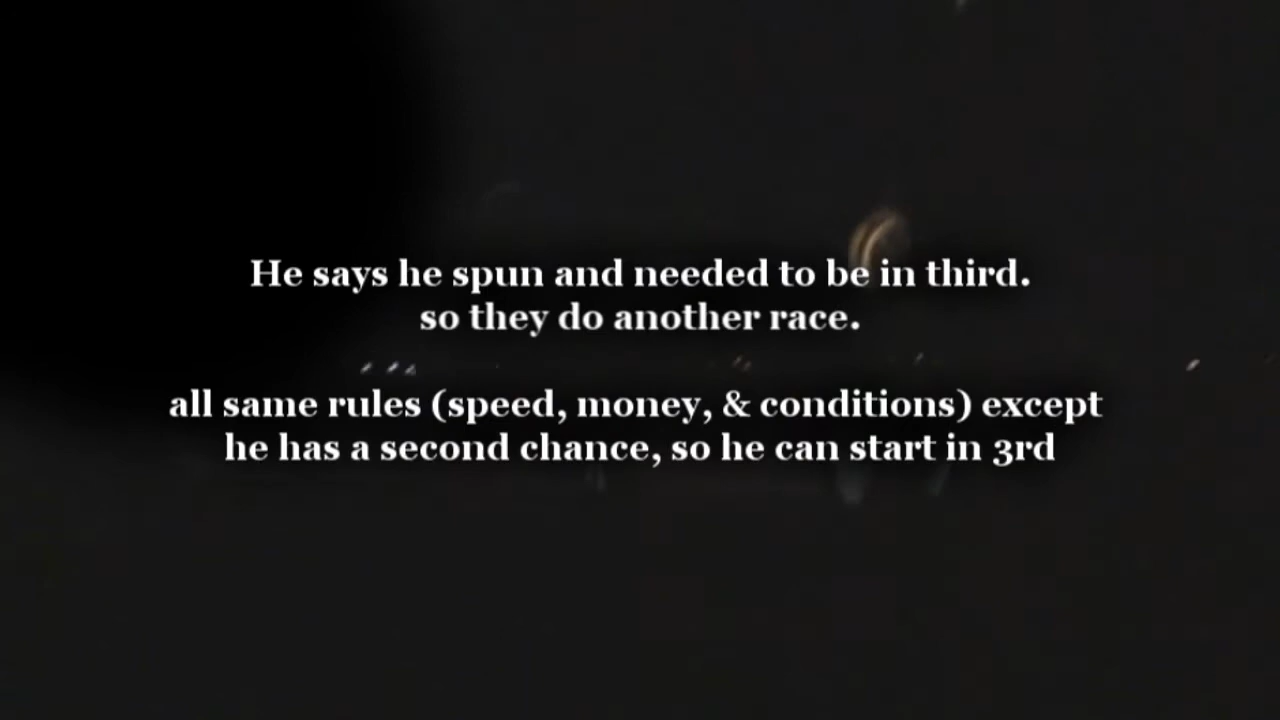 He says he spun and needed to be in third.
so they do another race.
all same rules (speed, money, & conditions) except
he has a second chance, so he can start in 3rd